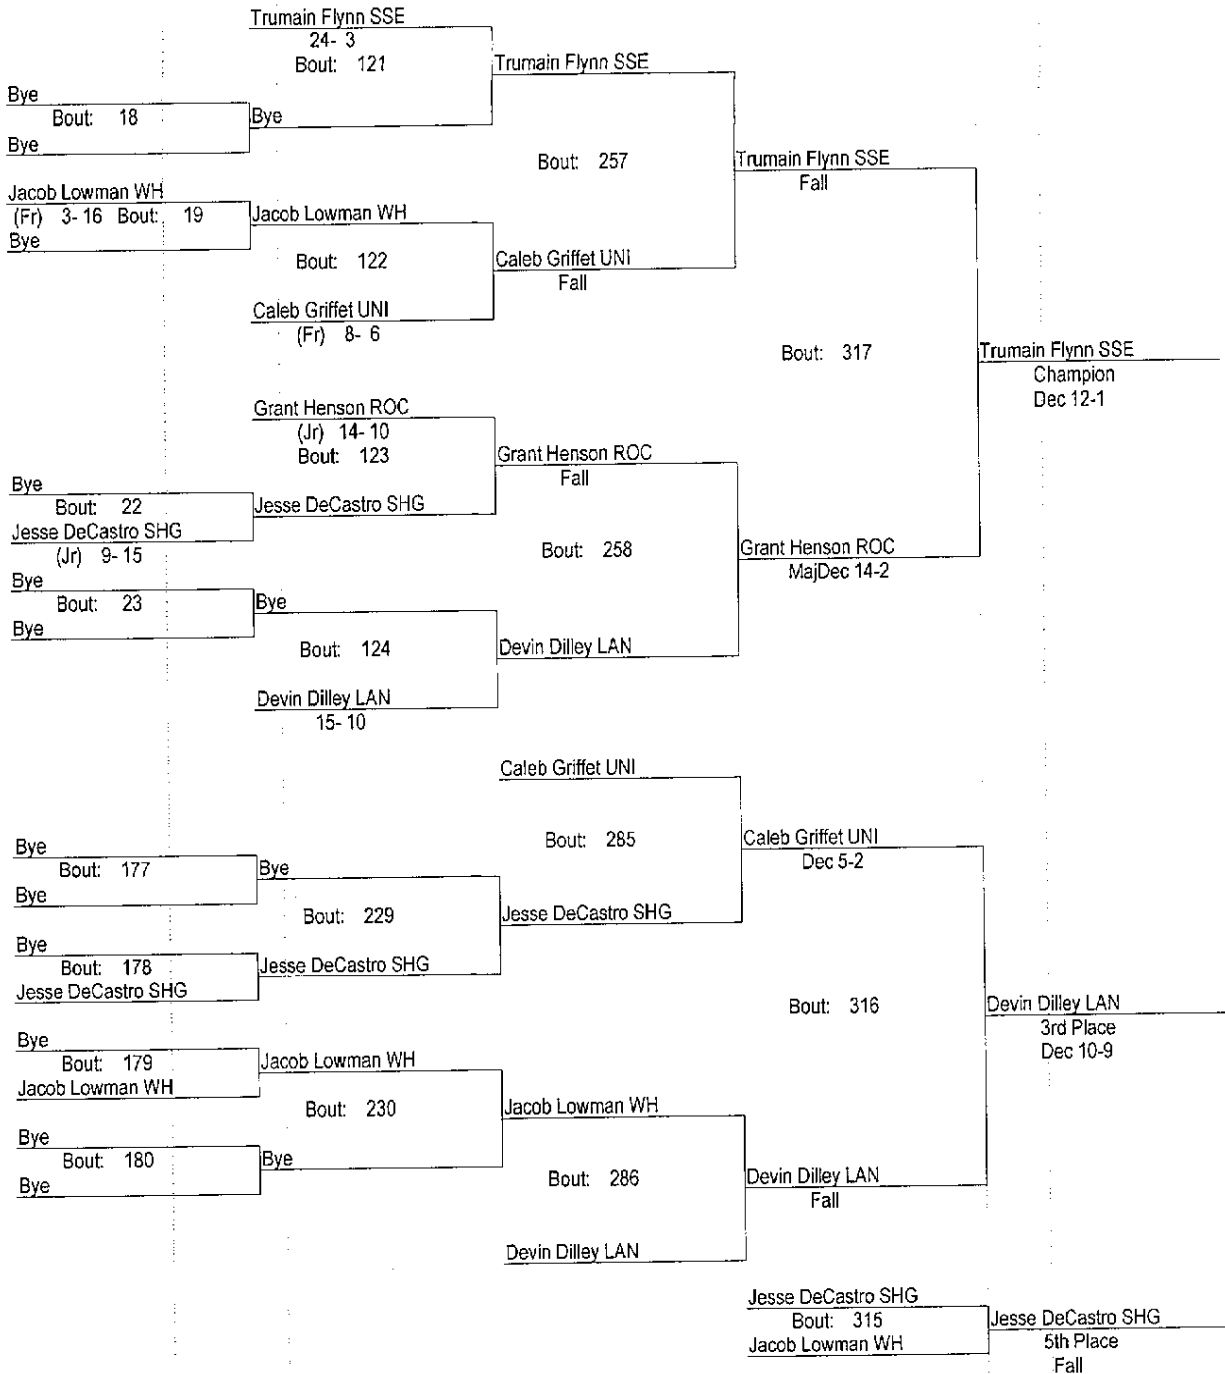 Trumain Flynn SSE
24- 3
Bout: 121
Trumain Flynn SSE
Bye
Bout: 18
Bye
Bye
Bout: 257
Trumain Flynn SSE
Fall
Jacob Lowman WH
(Fr) 3- 16 Bout: 19
Jacob Lowman WH
Bye
Bout: 122
Caleb Griffet UNI
Fall
Caleb Griffet UNI
(Fr) 8- 6
Bout: 317
Trumain Flynn SSE
Champion
Dec 12-1
Grant Henson ROC
(Jr) 14- 10
Bout: 123
Grant Henson ROC
Fall
Bye
Bout: 22
Jesse DeCastro SHG
Jesse DeCastro SHG
(Jr) 9- 15
Bout: 258
Grant Henson ROC
MajDec 14-2
Bye
Bout: 23
Bye
Bye
Bout: 124
Devin Dilley LAN
Devin Dilley LAN
15- 10
Caleb Griffet UNI
Bout: 285
Caleb Griffet UNI
Dec 5-2
Bye
Bout: 177
Bye
Bye
Bout: 229
Jesse DeCastro SHG
Bye
Bout: 178
Jesse DeCastro SHG
Jesse DeCastro SHG
Bout: 316
Devin Dilley LAN
3rd Place
Dec 10-9
Bye
Bout: 179
Jacob Lowman WH
Jacob Lowman WH
Bout: 230
Jacob Lowman WH
Bye
Bout: 180
Bye
Bye
Bout: 286
Devin Dilley LAN
Fall
Devin Dilley LAN
Jesse DeCastro SHG
Bout: 315
Jacob Lowman WH
Jesse DeCastro SHG
5th Place
Fall